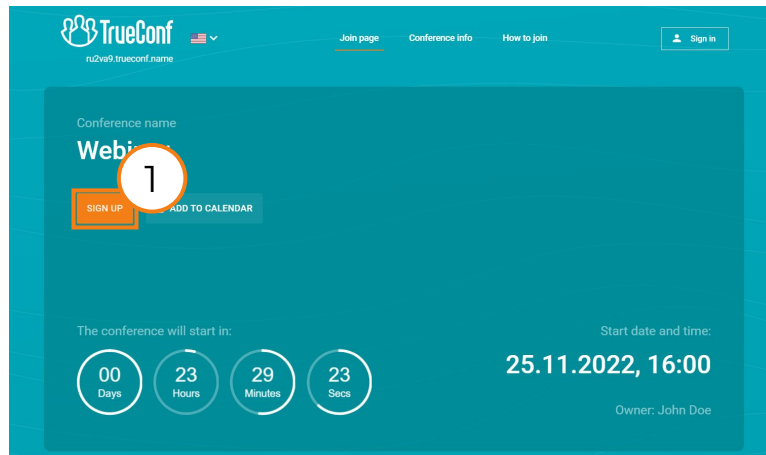 TrueConf
ru2va9.trueconf.name
Join page
Conference info
How to join
Sign in
Conference name
1
SIGN UP
ADD TO CALENDAR
The conference will start in:
00
Days
23
Hours
29
Minutes
23
Secs
Start date and time:
25.11.2022, 16:00
Owner: John Doe